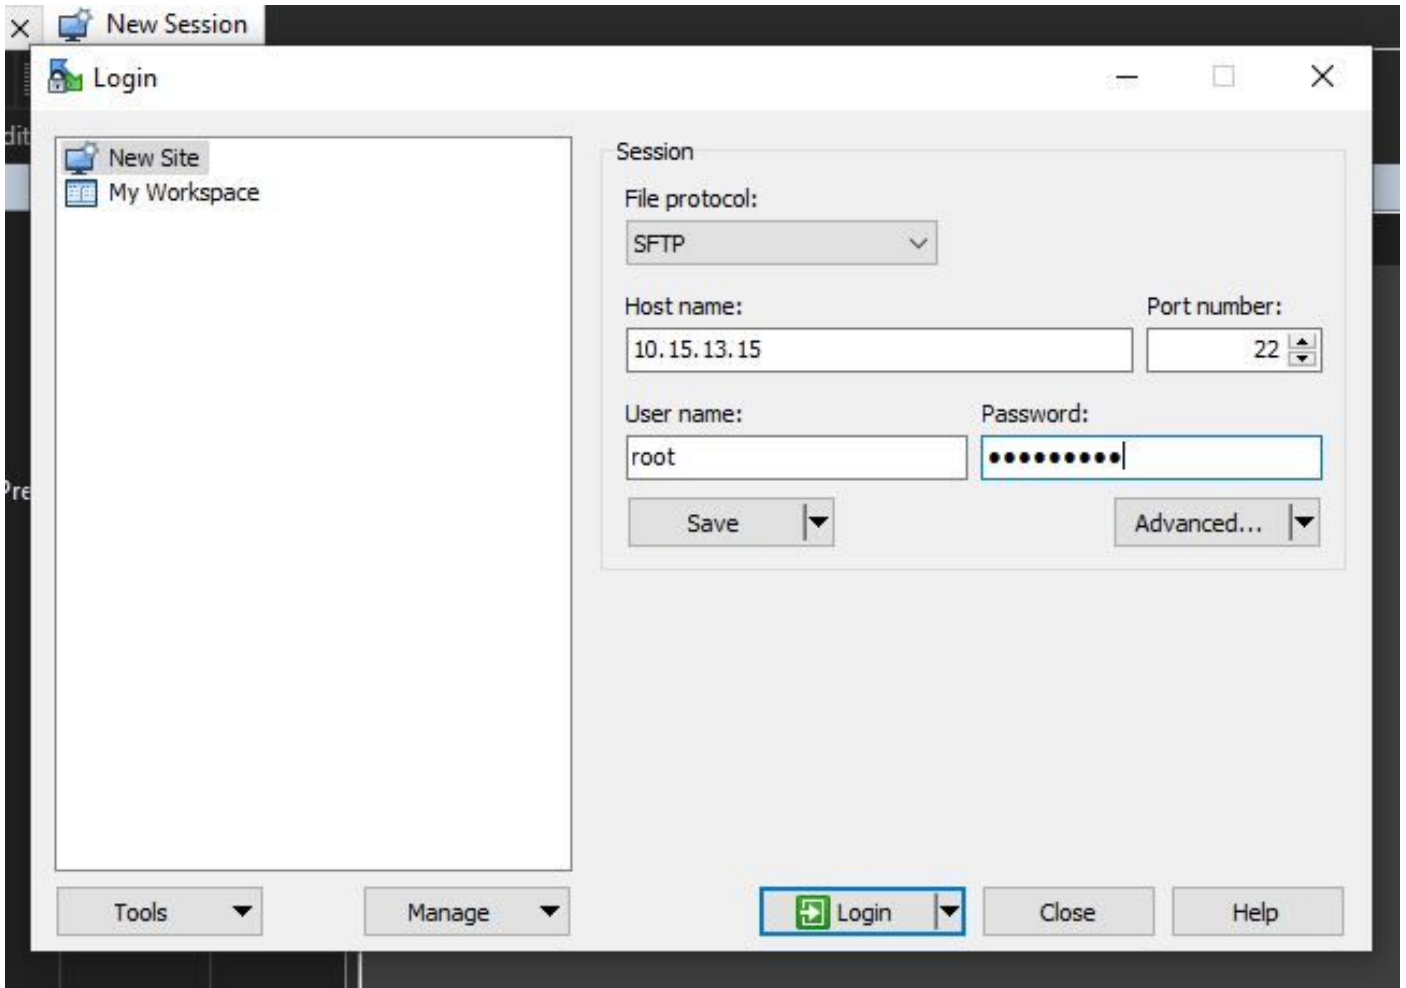 New Session
Login
New Site
My Workspace
Session
File protocol:
SFTP
Host name: Port number:
10.15.13.15 22
User name: Password:
root •••••••••
Save Advanced...
Tools Manage Login Close Help